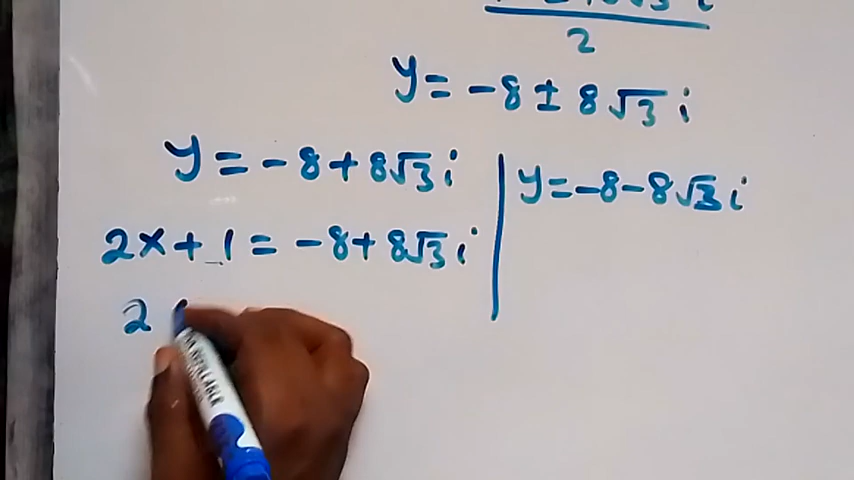 2
y = -8 ± 8√3 i
y = -8 + 8√3 i
y = -8 - 8√3 i
2x + 1 = -8 + 8√3 i
2